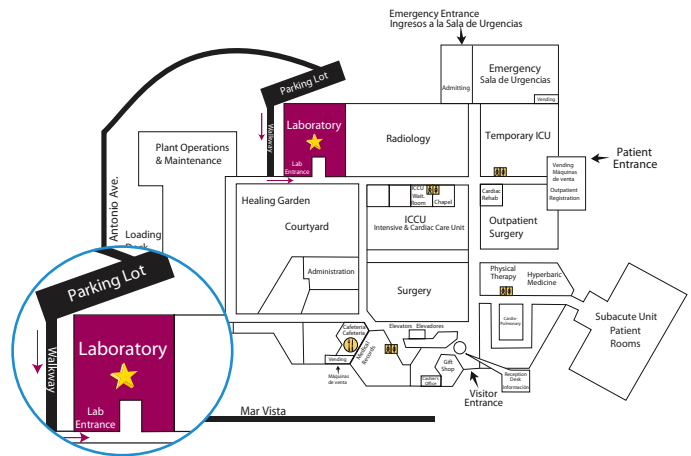 Emergency Entrance
Ingresos a la Sala de Urgencias
Parking Lot
Admitting
Emergency
Sala de Urgencias
Vending
Walkway
Laboratory
Lab
Entrance
Radiology
Temporary ICU
Plant Operations
& Maintenance
Patient
Entrance
Vending
Máquinas
de venta
Outpatient
Registration
Antonio Ave.
Loading
Healing Garden
Courtyard
ICCU
Wait.
Room
Chapel
ICCU
Intensive & Cardiac Care Unit
Cardiac
Rehab
Outpatient
Surgery
Administration
Surgery
Physical
Therapy
Hyperbaric
Medicine
Cardio-
Pulmonary
Subacute Unit
Patient
Rooms
Cafeteria
Cafetería
Medical
Records
Elevators Elevadores
Vending
Máquinas
de venta
Gift
Shop
Cashier's
Office
Visitor
Entrance
Reception
Desk
Información
Mar Vista
Parking Lot
Walkway
Laboratory
Lab
Entrance